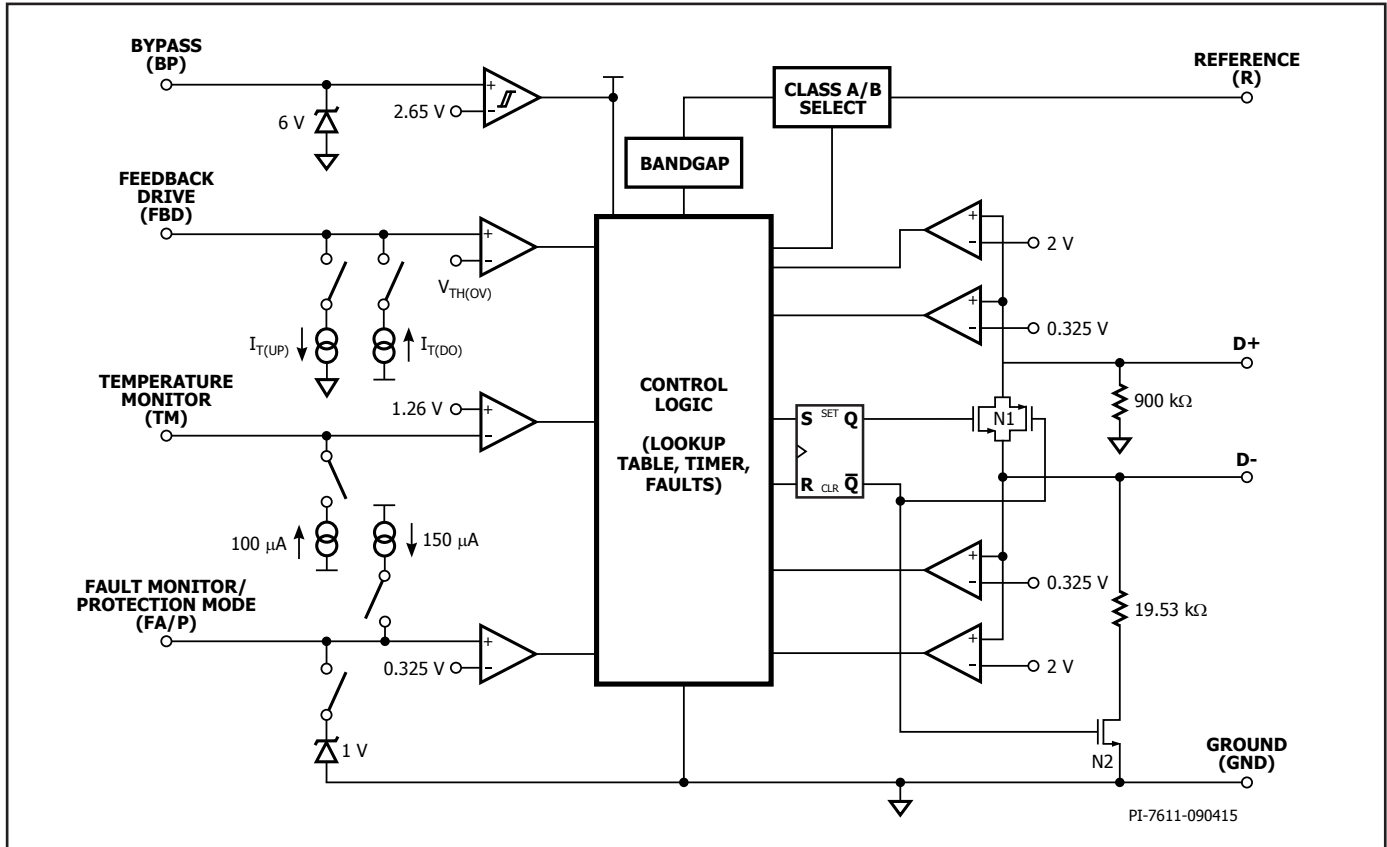 BYPASS
(BP)
6 V
2.65 V
+
-
CLASS A/B
SELECT
REFERENCE
(R)
BANDGAP
FEEDBACK
DRIVE
(FBD)
+
-
V_TH(OV)
I_T(UP)
I_T(DO)
+
-
2 V
+
-
0.325 V
D+
900 kΩ
TEMPERATURE
MONITOR
(TM)
1.26 V
+
-
100 µA
150 µA
CONTROL
LOGIC
(LOOKUP
TABLE, TIMER,
FAULTS)
S SET Q
R CLR Q̅
N1
D-
FAULT MONITOR/
PROTECTION MODE
(FA/P)
0.325 V
+
-
1 V
+
-
0.325 V
19.53 kΩ
+
-
2 V
N2
GROUND
(GND)
PI-7611-090415